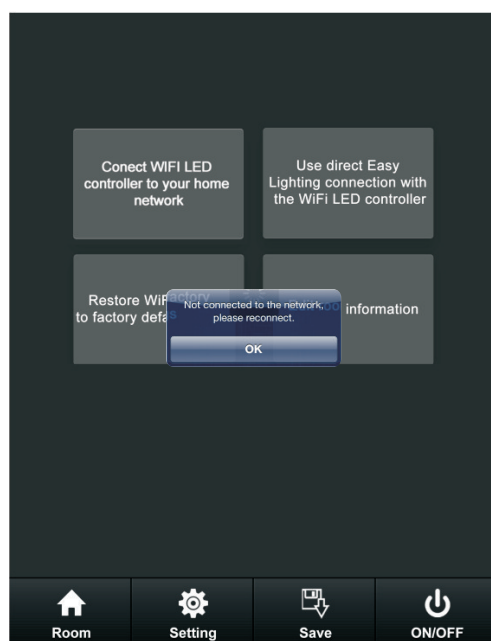 Conect WIFI LED
controller to your home
network
Use direct Easy
Lighting connection with
the WiFi LED controller
Restore WiF
to factory defa
information
Not connected to the network,
please reconnect.
OK
Room
Setting
Save
ON/OFF